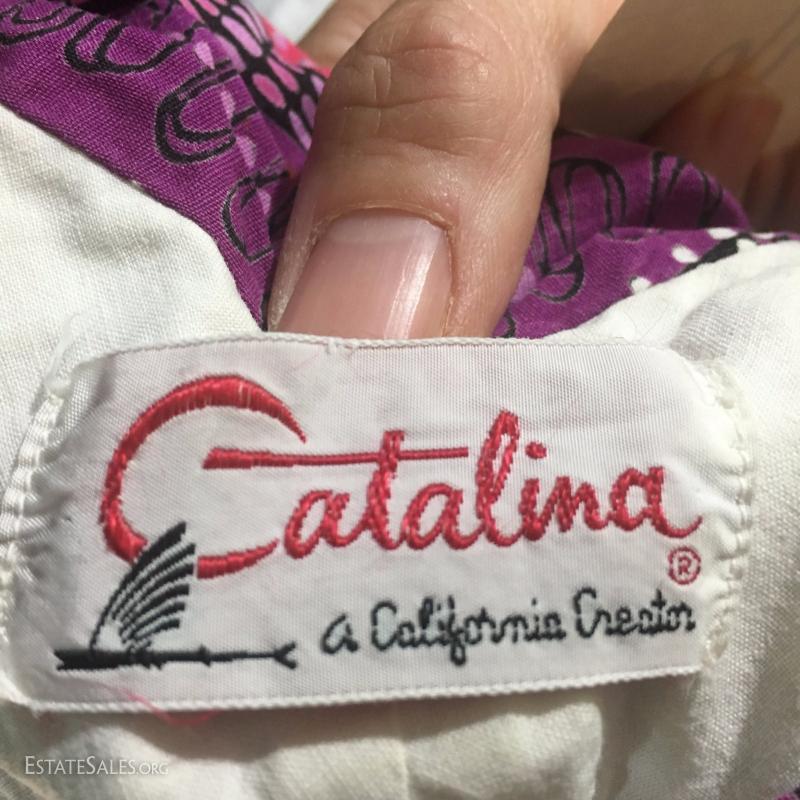 Catalina®
a California Creator
EstateSales.org